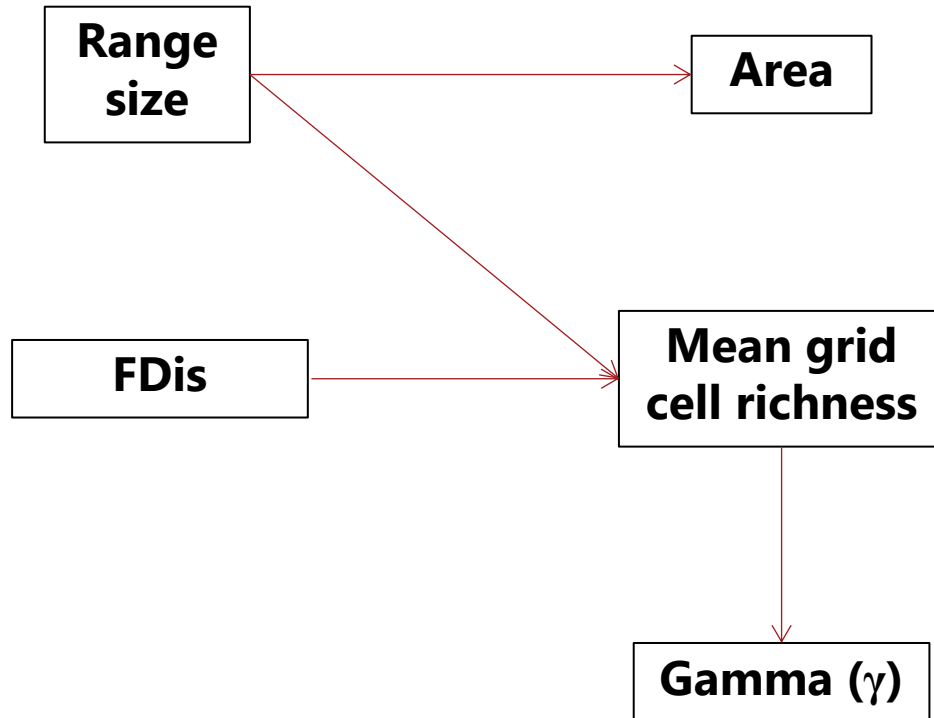 Range
size
Area
FDis
Mean grid
cell richness
Gamma (γ)